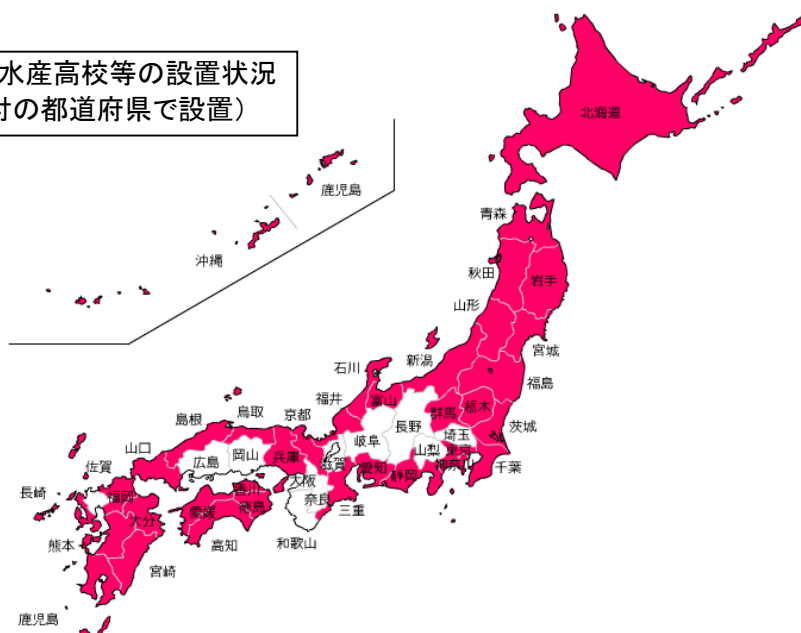 水産高校等の設置状況
の都道府県で設置）
北海道
鹿児島
青森
沖縄
秋田
岩手
山形
宮城
新潟
石川
福島
福井
富山
群馬
栃木
鳥取
京都
島根
長野
茨城
岐阜
埼玉
山口
広島
岡山
兵庫
滋賀
山梨
東京
佐賀
神奈川
千葉
愛知
静岡
大阪
長崎
福岡
香川
奈良
愛媛
徳島
三重
大分
熊本
高知
和歌山
宮崎
鹿児島